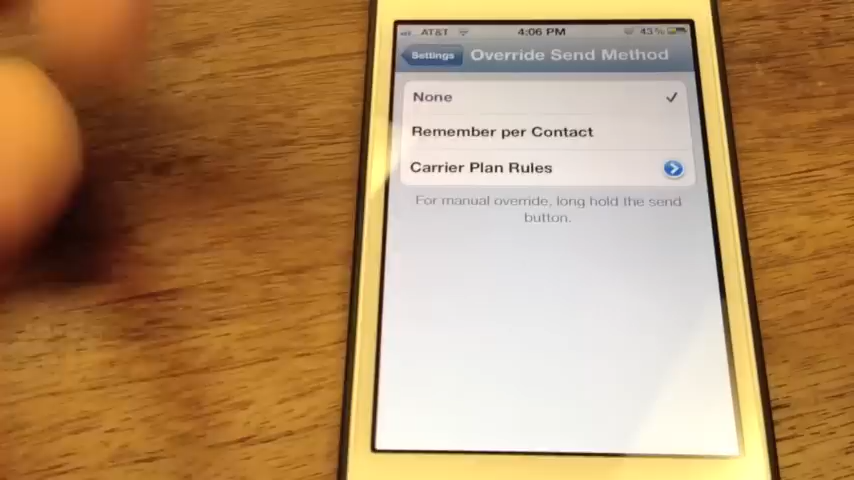 AT&T 4:06 PM 43%
Settings Override Send Method
None
Remember per Contact
Carrier Plan Rules
For manual override, long hold the send
button.